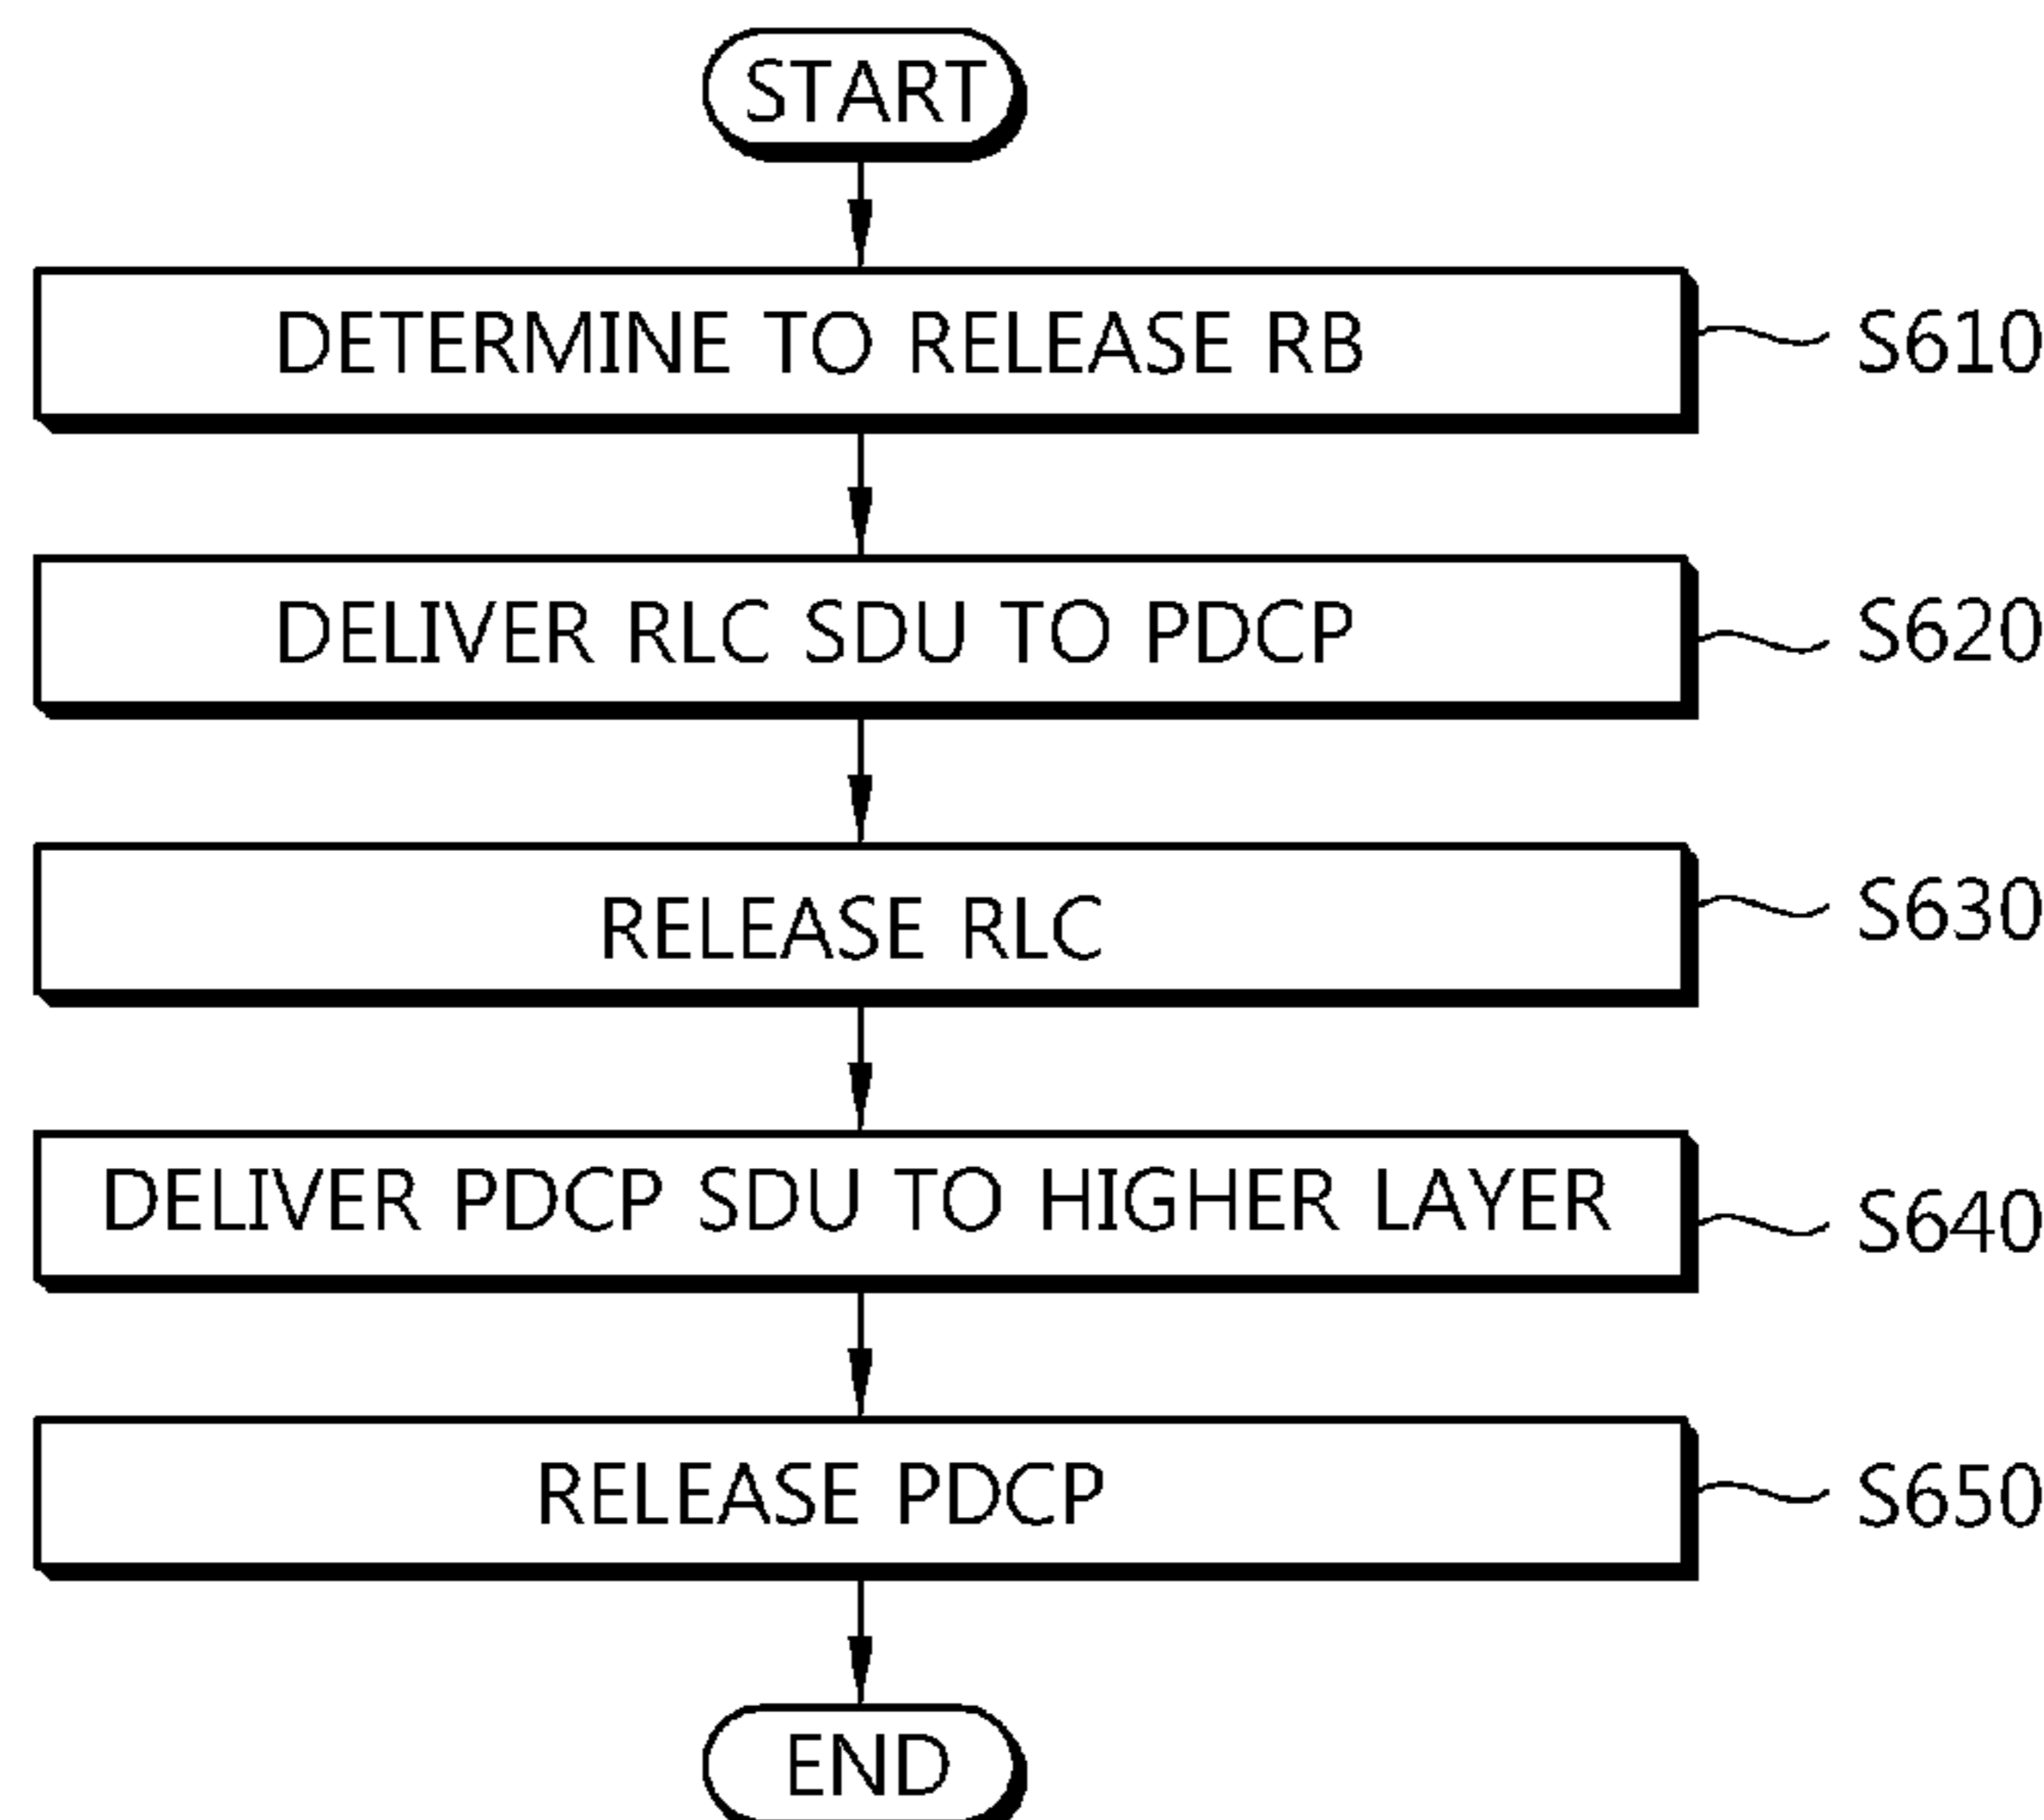 START
DETERMINE TO RELEASE RB S610
DELIVER RLC SDU TO PDCP S620
RELEASE RLC S630
DELIVER PDCP SDU TO HIGHER LAYER S640
RELEASE PDCP S650
END